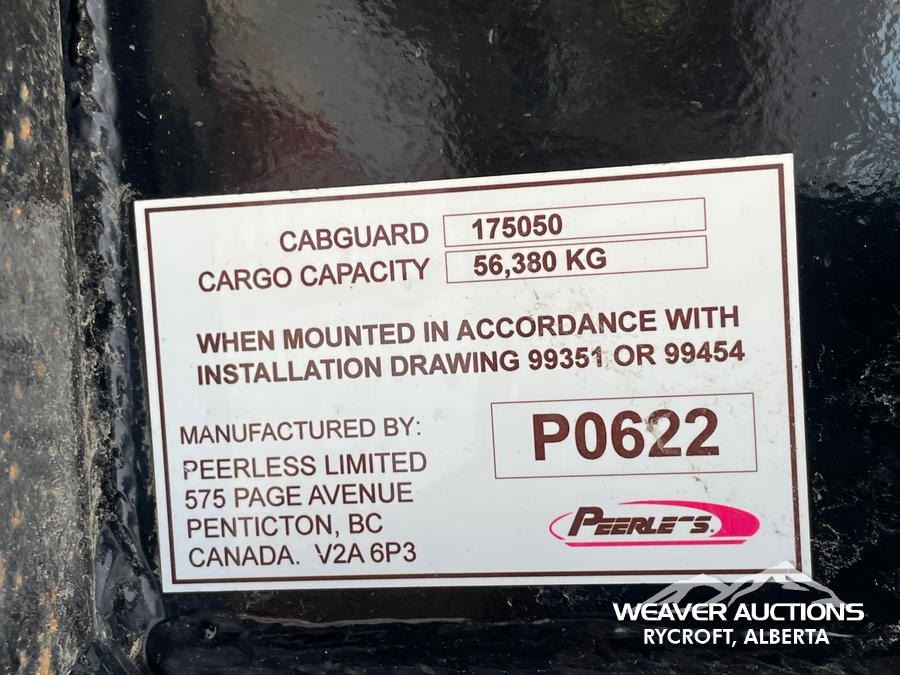 CABGUARD 175050
CARGO CAPACITY 56,380 KG
WHEN MOUNTED IN ACCORDANCE WITH
INSTALLATION DRAWING 99351 OR 99454
MANUFACTURED BY:
PEERLESS LIMITED
575 PAGE AVENUE
PENTICTON, BC
CANADA. V2A 6P3
P0622
PEERLESS
WEAVER AUCTIONS
RYCROFT, ALBERTA